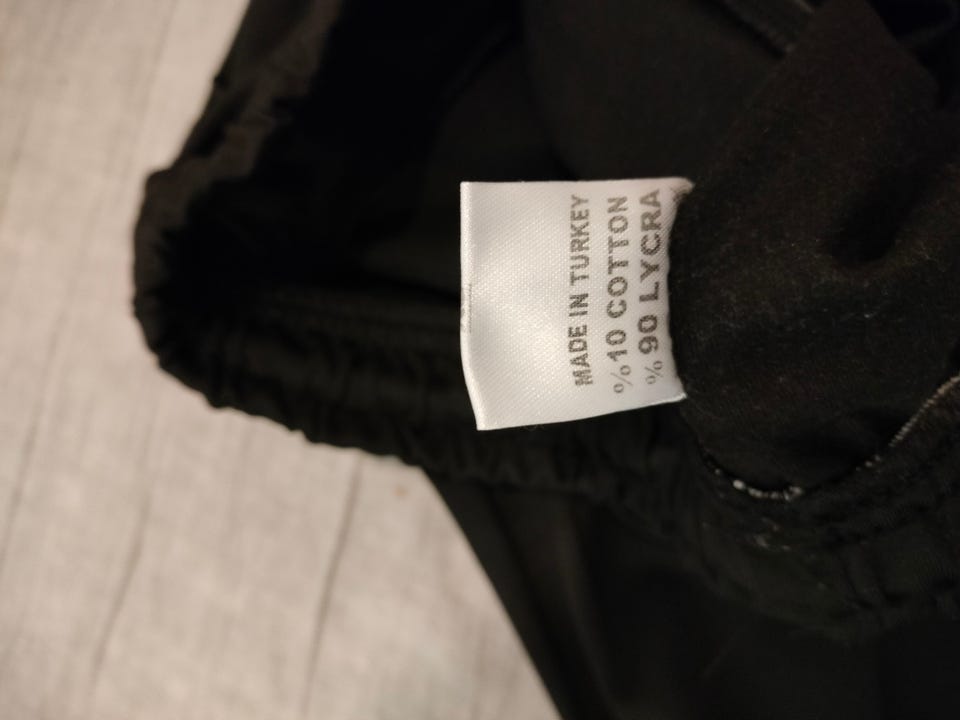 MADE IN TURKEY
%10 COTTON
% 90 LYCRA